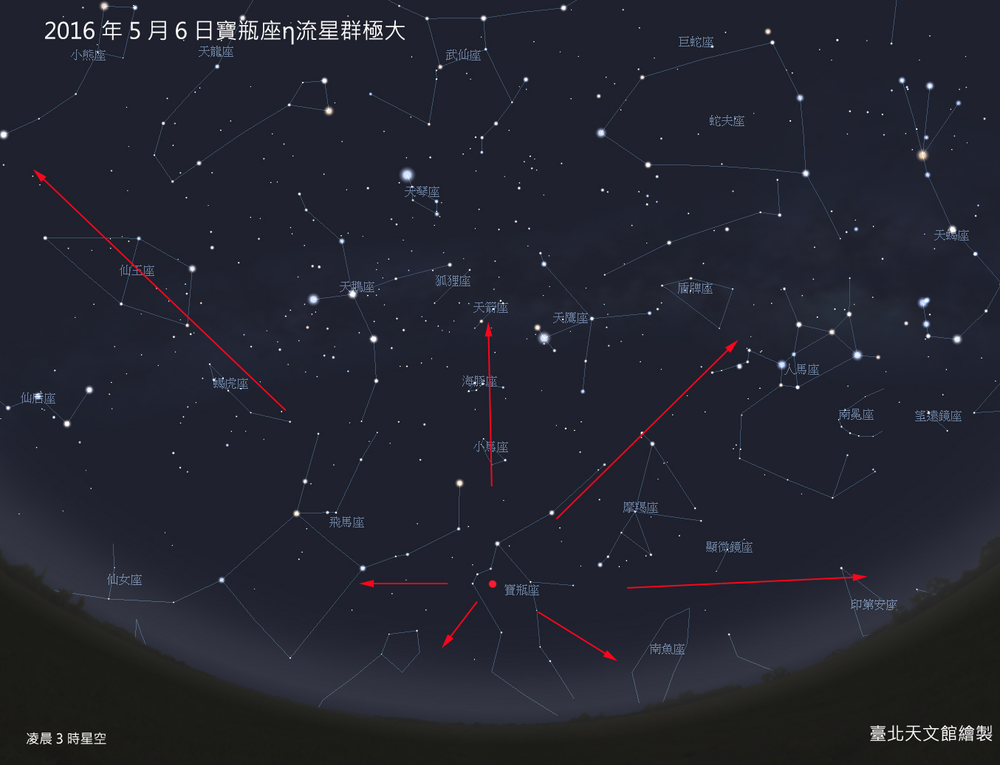 2016 年 5 月 6 日寶瓶座η流星群極大
小熊座
天龍座
武仙座
巨蛇座
蛇夫座
天琴座
天蝎座
仙王座
天鵝座
狐狸座
盾牌座
天箭座
天鷹座
人馬座
蝎虎座
海豚座
仙后座
南冕座
望遠鏡座
小馬座
摩羯座
飛馬座
顯微鏡座
仙女座
寶瓶座
印第安座
南魚座
凌晨 3 時星空
臺北天文館繪製